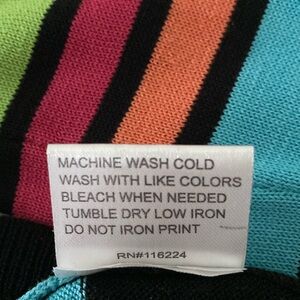 MACHINE WASH COLD
WASH WITH LIKE COLORS
BLEACH WHEN NEEDED
TUMBLE DRY LOW IRON
DO NOT IRON PRINT
RN#116224